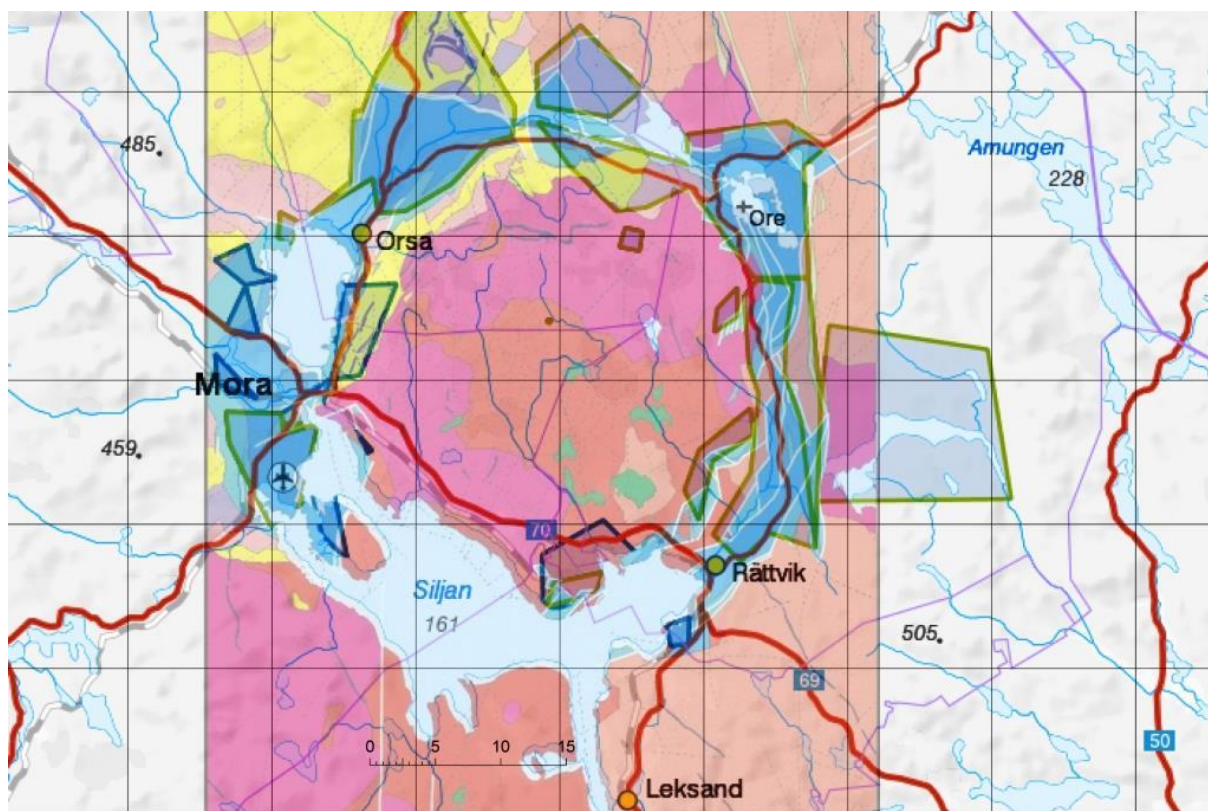 485
Amungen
228
Ore
Orsa
Mora
459
70
Rättvik
Siljan
161
505
69
50
0 5 10 15
Leksand